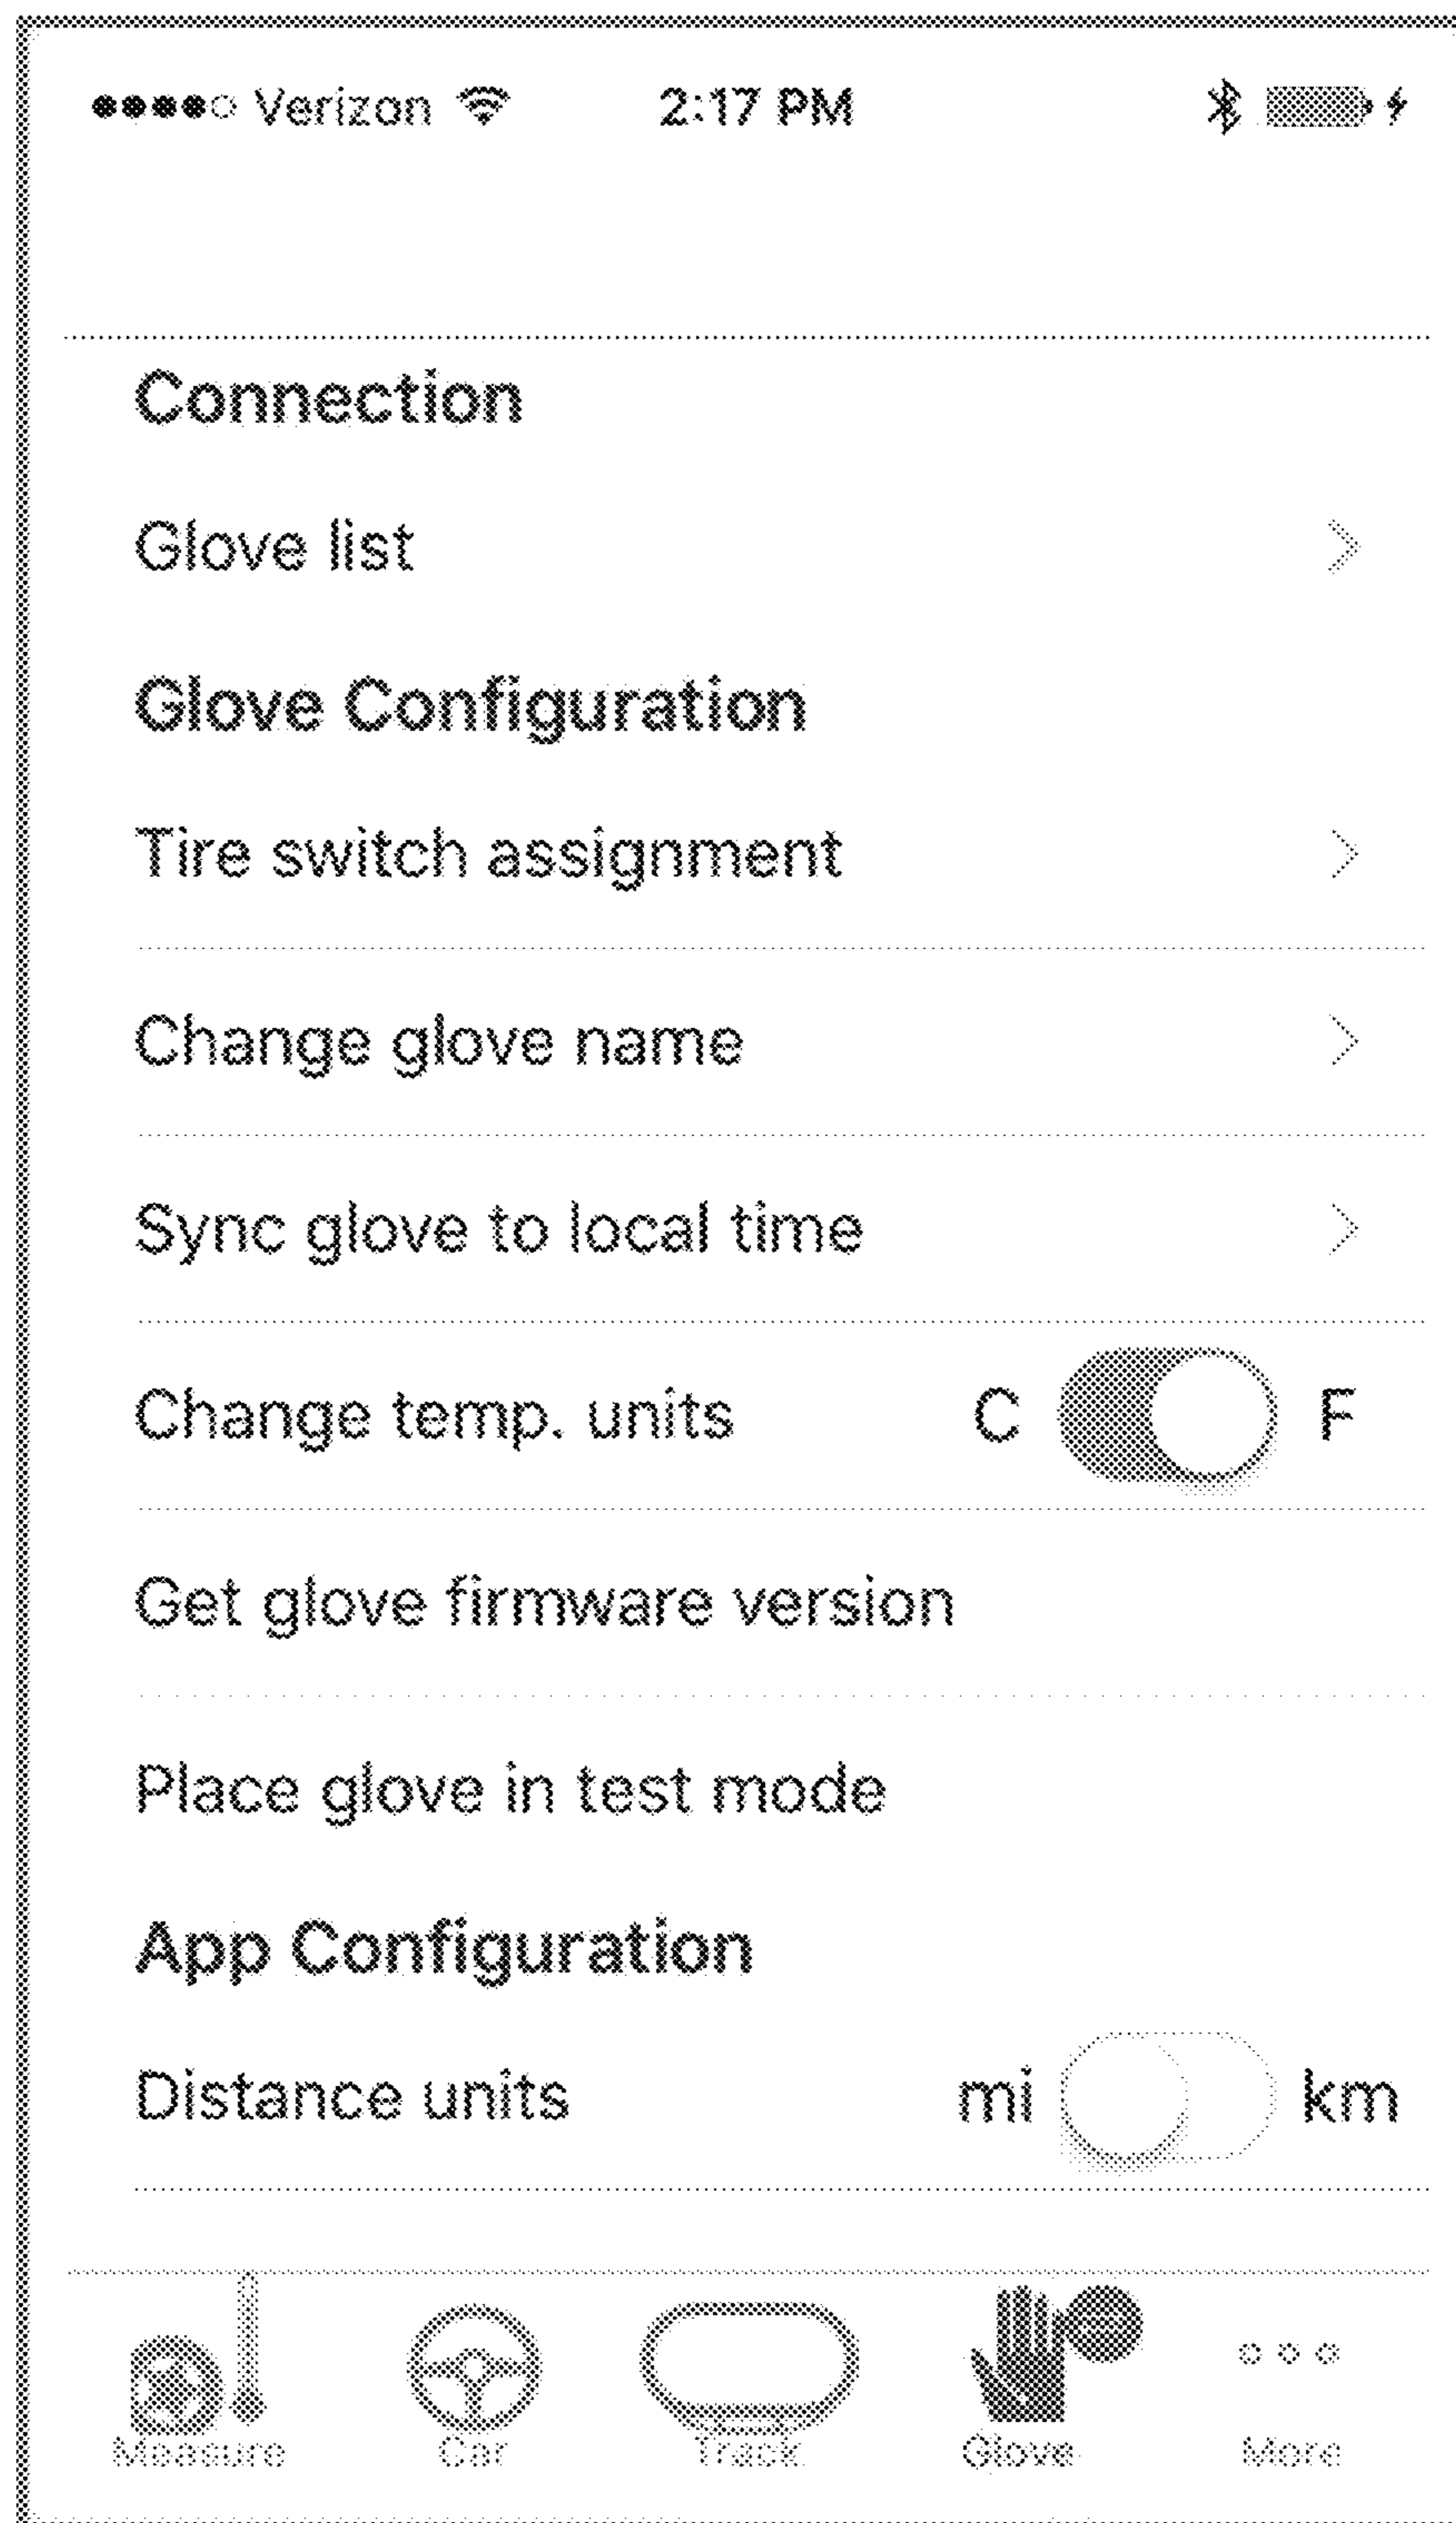 Verizon 2:17 PM
Connection
Glove list
Glove Configuration
Tire switch assignment
Change glove name
Sync glove to local time
Change temp. units C F
Get glove firmware version
Place glove in test mode
App Configuration
Distance units mi km
Measure Car Track Glove More